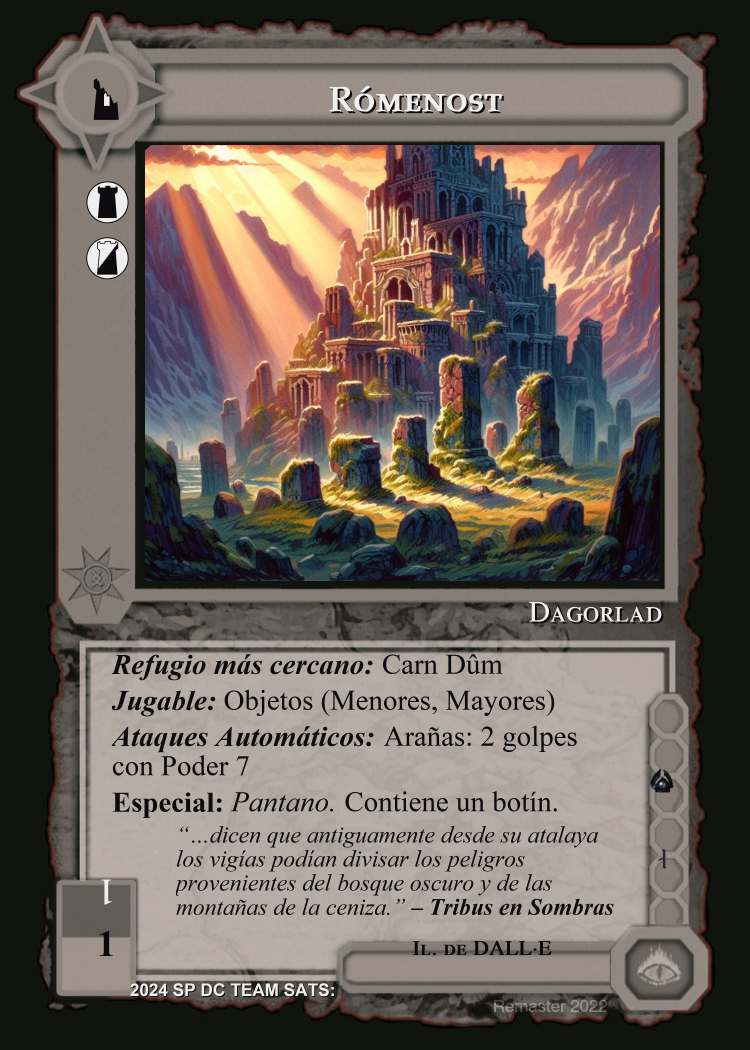 Rómenost
Dagorlad
Refugio más cercano: Carn Dûm
Jugable: Objetos (Menores, Mayores)
Ataques Automáticos: Arañas: 2 golpes
con Poder 7
Especial: Pantano. Contiene un botín.
“…dicen que antiguamente desde su atalaya
los vigías podían divisar los peligros
provenientes del bosque oscuro y de las
montañas de la ceniza.” – Tribus en Sombras
1
1
Il. de DALL·E
2024 SP DC TEAM SATS:
Remaster 2022